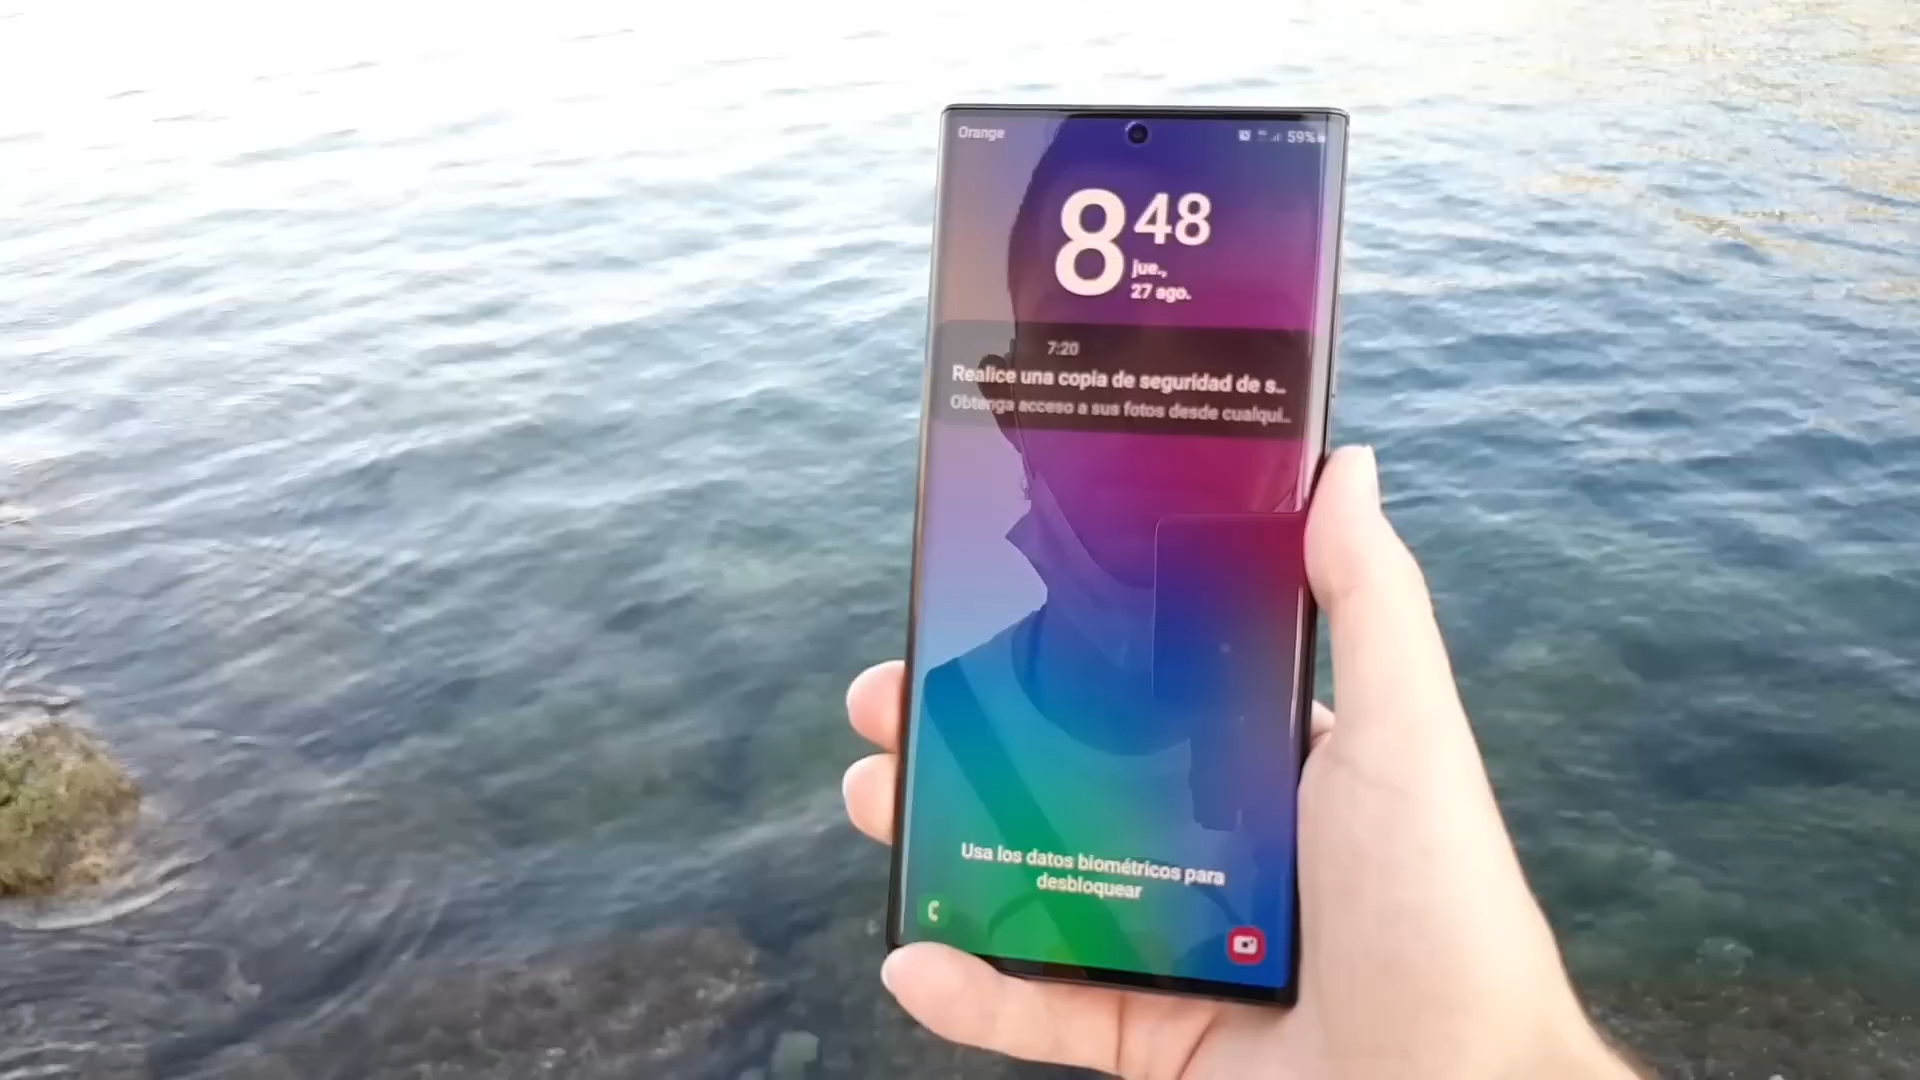 Orange
59%
8
48
jue.,
27 ago.
7:20
Realice una copia de seguridad de s..
Obtenga acceso a sus fotos desde cualqui..
Usa los datos biométricos para
desbloquear